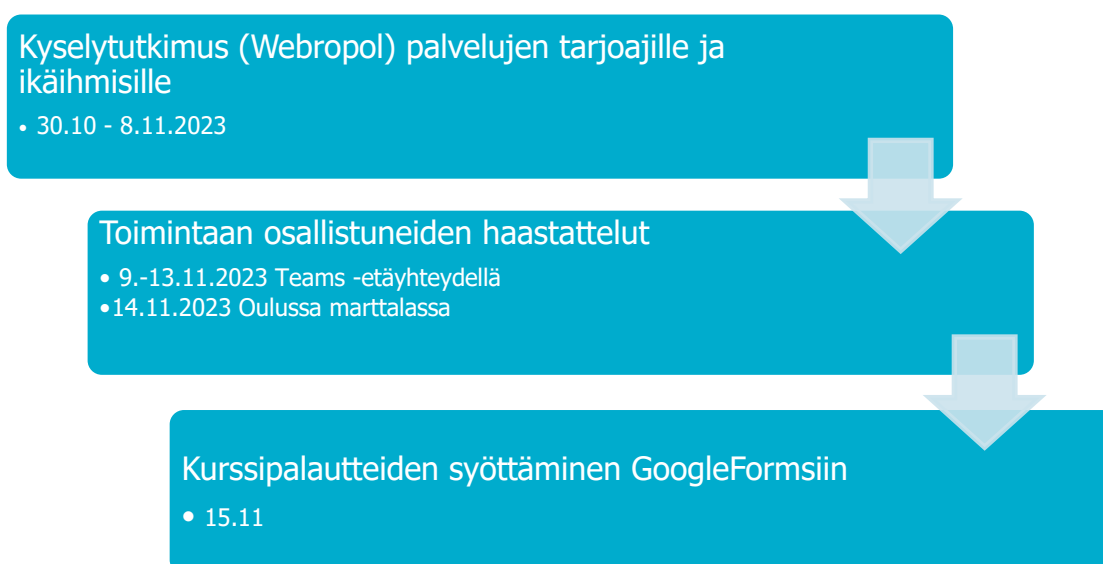 Kyselytutkimus (Webropol) palvelujen tarjoajille ja
ikäihmisille
• 30.10 - 8.11.2023
Toimintaan osallistuneiden haastattelut
• 9.-13.11.2023 Teams -etäyhteydellä
•14.11.2023 Oulussa marttalassa
Kurssipalautteiden syöttäminen GoogleFormsiin
• 15.11